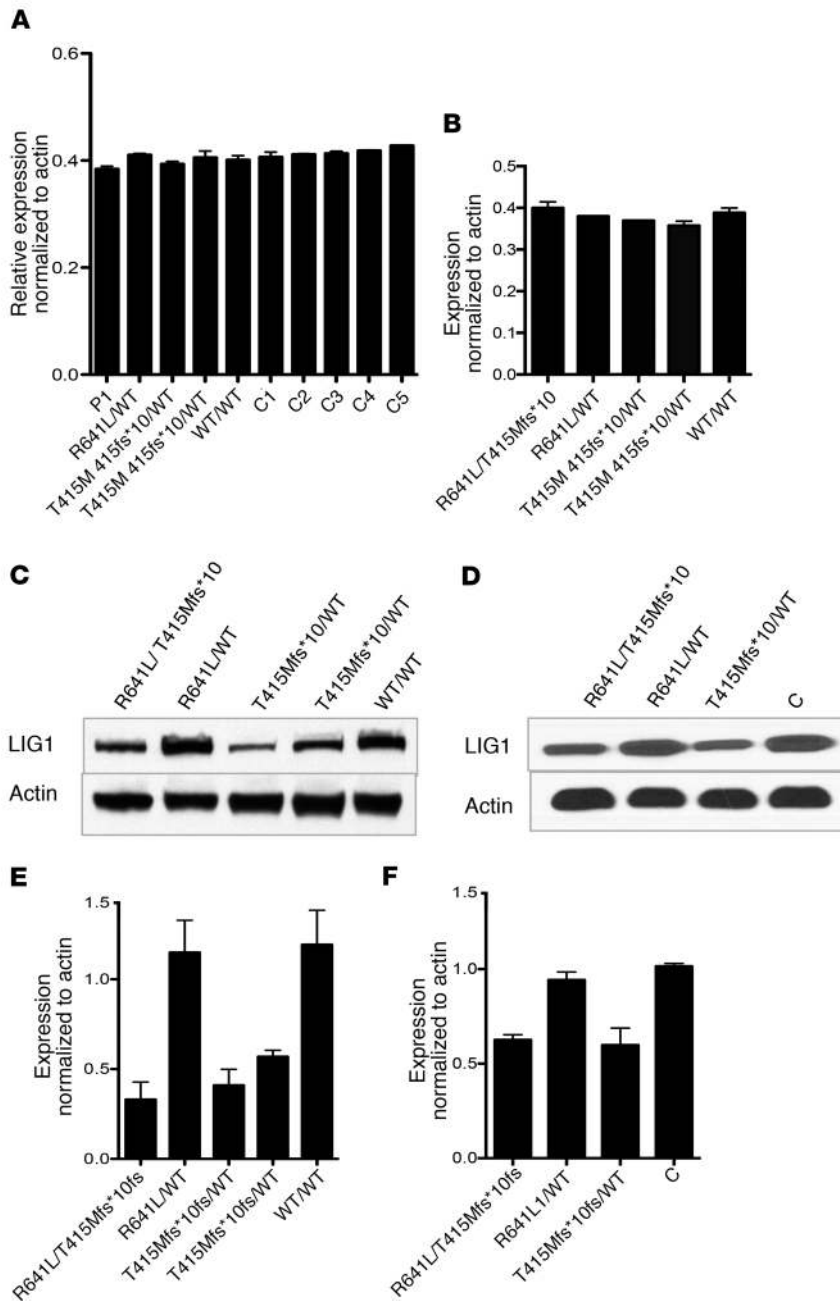 A
Relative expression
normalized to actin
0.6
0.4
0.2
0.0
P1
R641L/WT
T415M 415fs*10/WT
T415M 415fs*10/WT
WT/WT
C1
C2
C3
C4
C5
B
Expression
normalized to actin
0.5
0.4
0.3
0.2
0.1
0.0
R641L/T415Mfs*10
R641L/WT
T415M 415fs*10/WT
T415M 415fs*10/WT
WT/WT
C
R641L/ T415Mfs*10
R641L/WT
T415Mfs*10/WT
T415Mfs*10/WT
WT/WT
LIG1
Actin
D
R641L/T415Mfs*10
R641L/WT
T415Mfs*10/WT
C
LIG1
Actin
E
Expression
normalized to actin
1.5
1.0
0.5
0.0
R641L/T415Mfs*10fs
R641L/WT
T415Mfs*10fs/WT
T415Mfs*10fs/WT
WT/WT
F
Expression
normalized to actin
1.5
1.0
0.5
0.0
R641L/T415Mfs*10fs
R641L1/WT
T415Mfs*10fs/WT
C